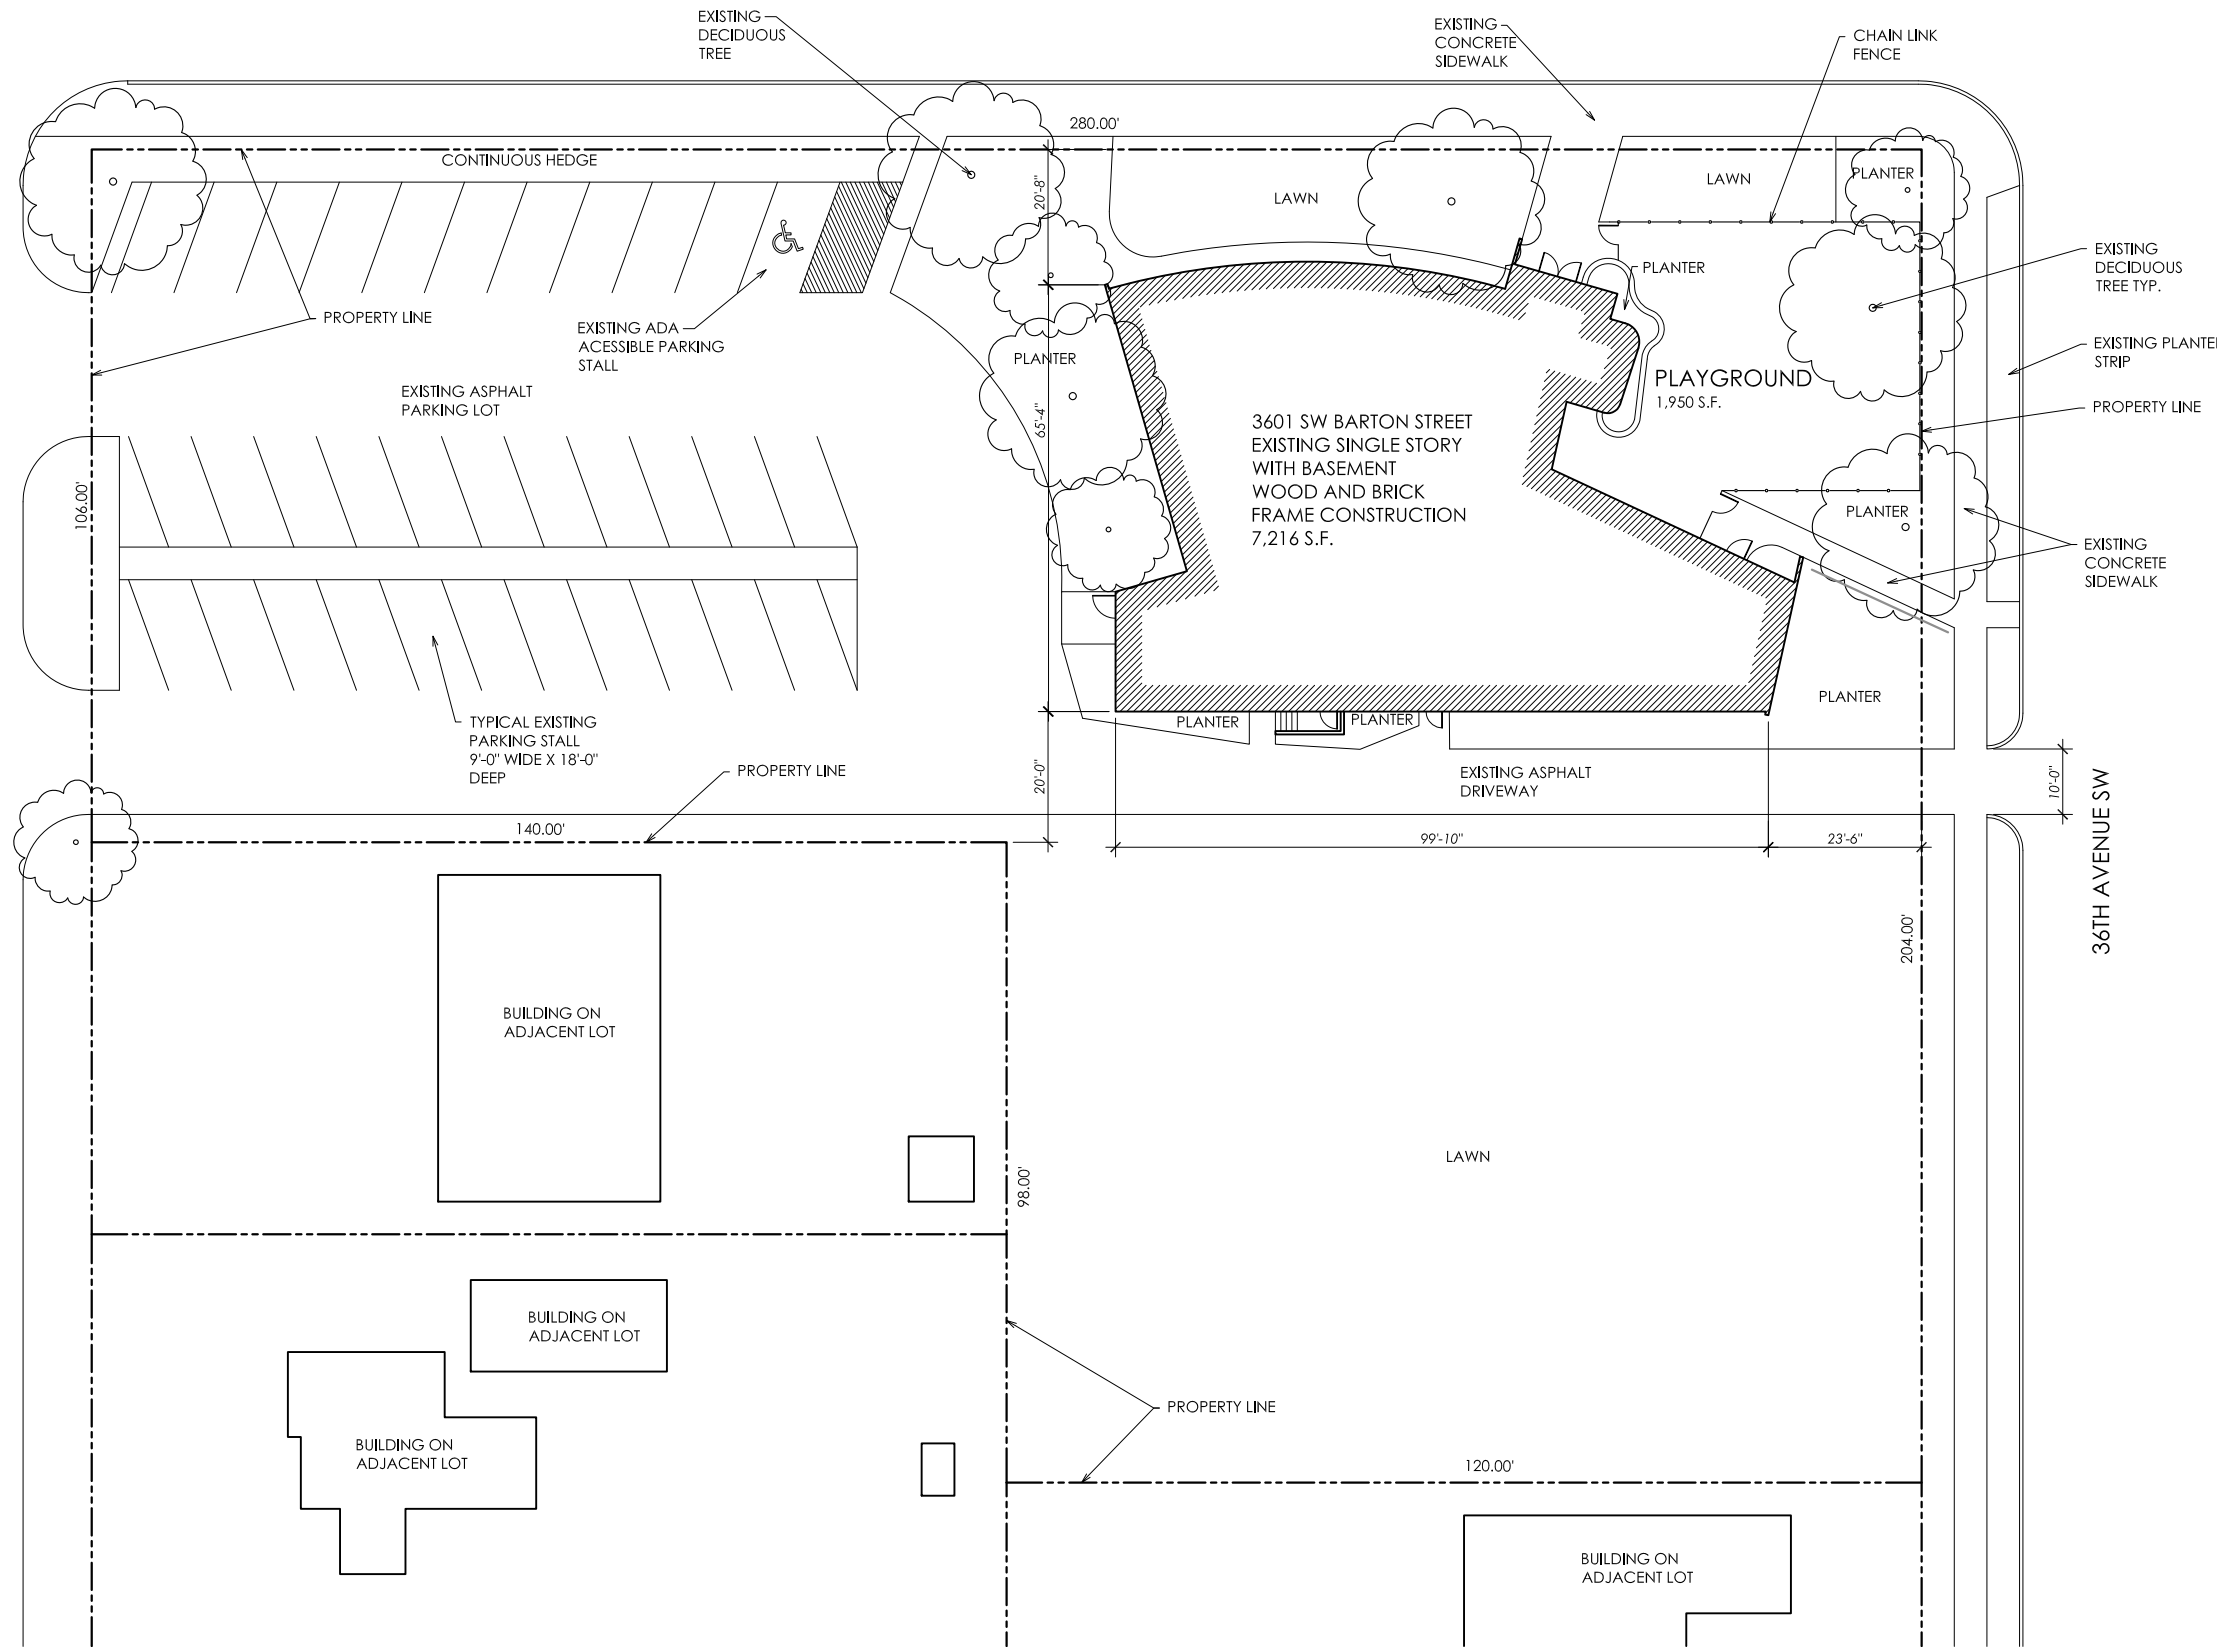 EXISTING
DECIDUOUS
TREE
EXISTING
CONCRETE
SIDEWALK
CHAIN LINK
FENCE
280.00'
CONTINUOUS HEDGE
20'-8"
LAWN
LAWN
PLANTER
PLANTER
EXISTING
DECIDUOUS
TREE TYP.
PROPERTY LINE
EXISTING ADA
ACESSIBLE PARKING
STALL
PLANTER
EXISTING PLANTER
STRIP
EXISTING ASPHALT
PARKING LOT
PLAYGROUND
1,950 S.F.
PROPERTY LINE
65'-4"
3601 SW BARTON STREET
EXISTING SINGLE STORY
WITH BASEMENT
WOOD AND BRICK
FRAME CONSTRUCTION
7,216 S.F.
106.00'
PLANTER
EXISTING
CONCRETE
SIDEWALK
PLANTER
TYPICAL EXISTING
PARKING STALL
9'-0" WIDE X 18'-0"
DEEP
PLANTER
PLANTER
PROPERTY LINE
20'-0"
EXISTING ASPHALT
DRIVEWAY
10'-0"
36TH AVENUE SW
140.00'
99'-10"
23'-6"
204.00'
BUILDING ON
ADJACENT LOT
98.00'
LAWN
BUILDING ON
ADJACENT LOT
BUILDING ON
ADJACENT LOT
PROPERTY LINE
120.00'
BUILDING ON
ADJACENT LOT